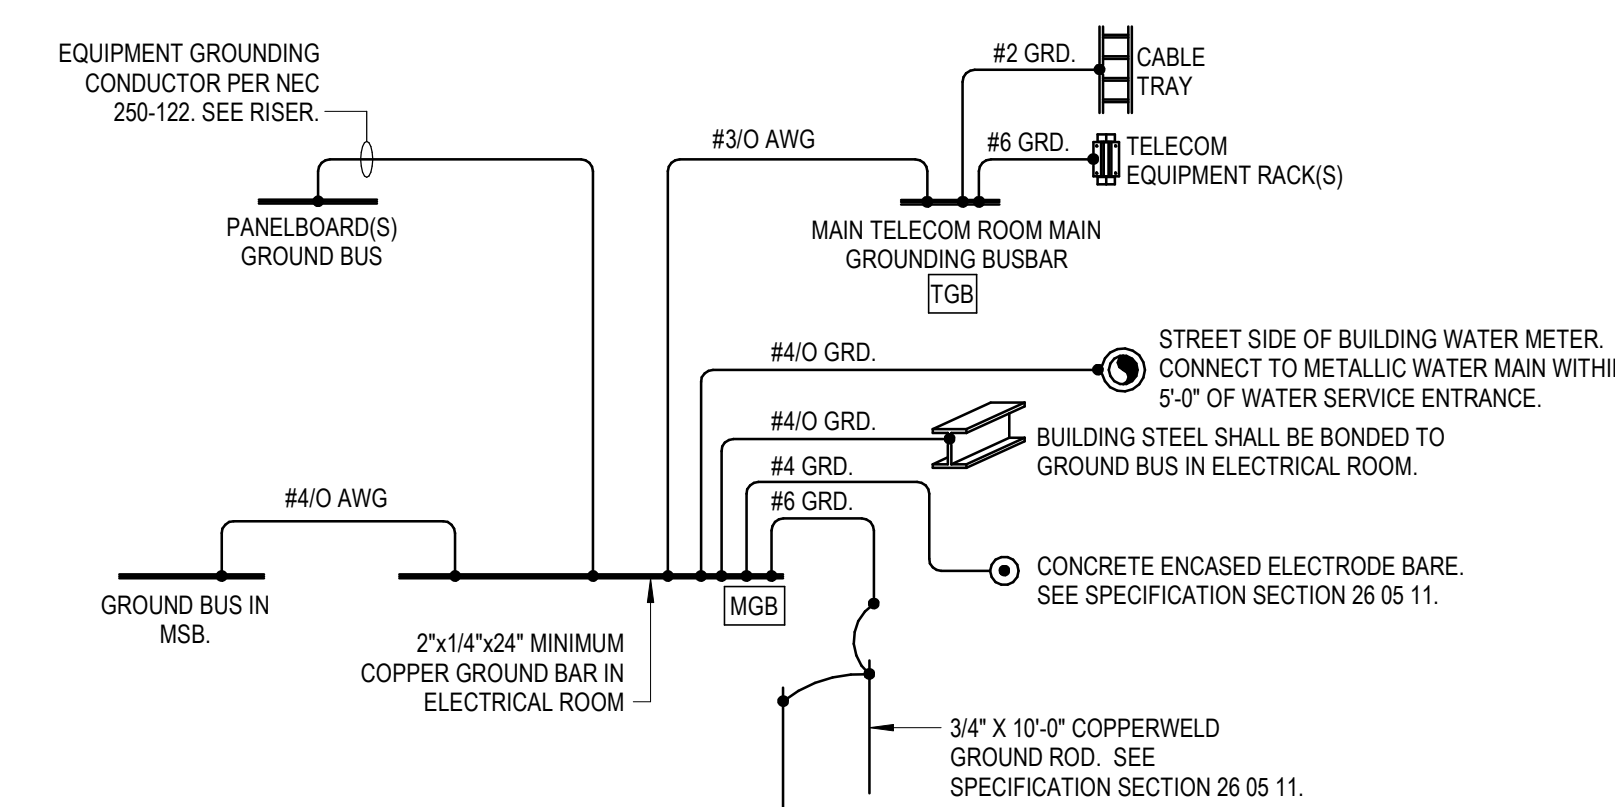 EQUIPMENT GROUNDING
CONDUCTOR PER NEC
250-122. SEE RISER.
PANELBOARD(S)
GROUND BUS
#3/O AWG
#2 GRD.
CABLE
TRAY
#6 GRD.
TELECOM
EQUIPMENT RACK(S)
MAIN TELECOM ROOM MAIN
GROUNDING BUSBAR
TGB
#4/O GRD.
STREET SIDE OF BUILDING WATER METER.
CONNECT TO METALLIC WATER MAIN
5'-0" OF WATER SERVICE ENTRANCE.
#4/O GRD.
BUILDING STEEL SHALL BE BONDED TO
GROUND BUS IN ELECTRICAL ROOM.
#4 GRD.
#6 GRD.
#4/O AWG
CONCRETE ENCASED ELECTRODE BARE.
SEE SPECIFICATION SECTION 26 05 11.
GROUND BUS IN
MSB.
MGB
2"x1/4"x24" MINIMUM
COPPER GROUND BAR IN
ELECTRICAL ROOM
3/4" X 10'-0" COPPERWELD
GROUND ROD. SEE
SPECIFICATION SECTION 26 05 11.